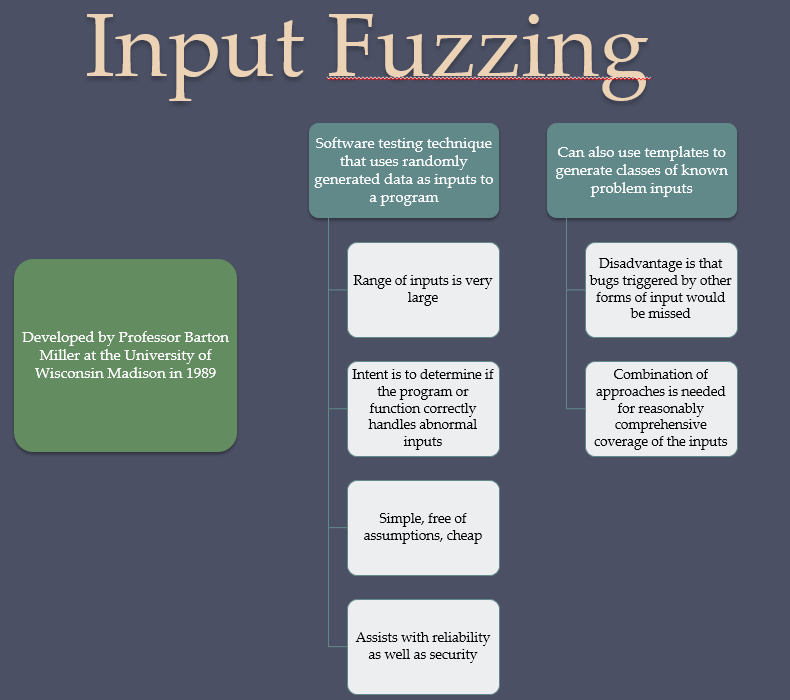 Input Fuzzing
Developed by Professor Barton
Miller at the University of
Wisconsin Madison in 1989
Software testing technique
that uses randomly
generated data as inputs to
a program
Range of inputs is very
large
Intent is to determine if
the program or
function correctly
handles abnormal
inputs
Simple, free of
assumptions, cheap
Assists with reliability
as well as security
Can also use templates to
generate classes of known
problem inputs
Disadvantage is that
bugs triggered by other
forms of input would
be missed
Combination of
approaches is needed
for reasonably
comprehensive
coverage of the inputs